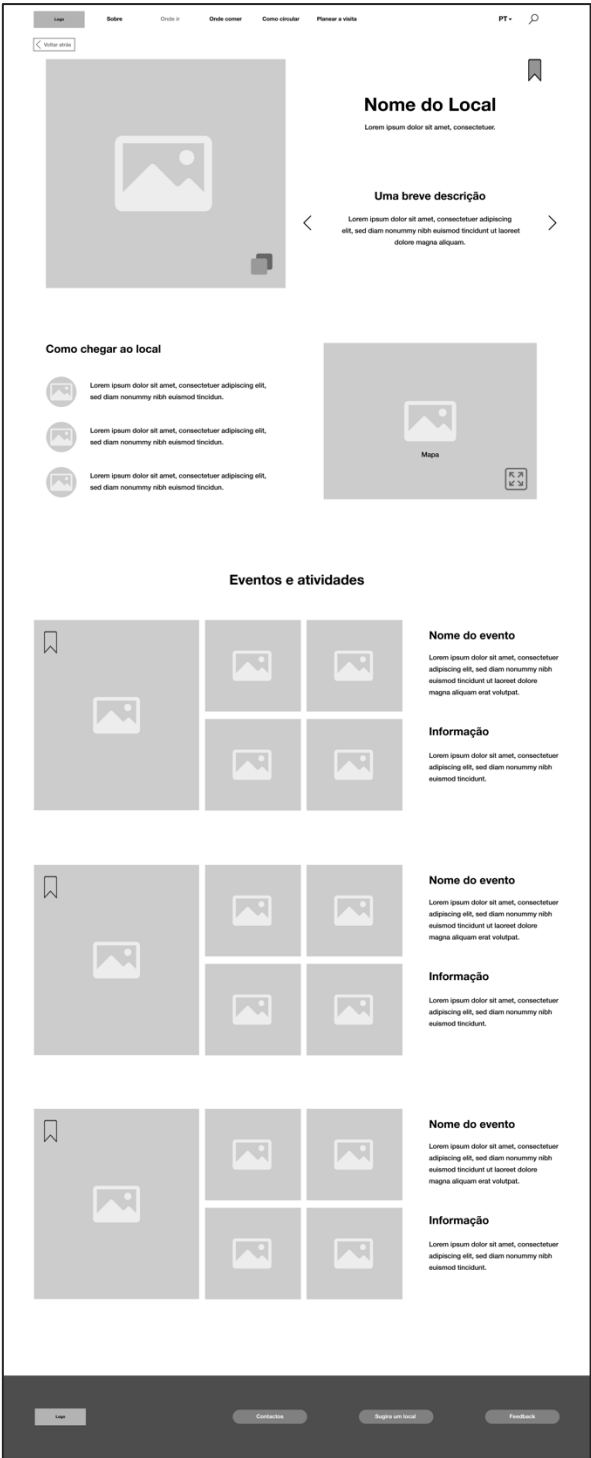 Logo
Sobre
Onde ir
Onde comer
Como circular
Planear a visita
PT
Voltar atrás
Nome do Local
Lorem ipsum dolor sit amet, consectetuer.
Uma breve descrição
Lorem ipsum dolor sit amet, consectetuer adipiscing
elit, sed diam nonummy nibh euismod tincidunt ut laoreet
dolore magna aliquam.
Como chegar ao local
Lorem ipsum dolor sit amet, consectetuer adipiscing elit,
sed diam nonummy nibh euismod tincidun.
Lorem ipsum dolor sit amet, consectetuer adipiscing elit,
sed diam nonummy nibh euismod tincidun.
Lorem ipsum dolor sit amet, consectetuer adipiscing elit,
sed diam nonummy nibh euismod tincidun.
Mapa
Eventos e atividades
Nome do evento
Lorem ipsum dolor sit amet, consectetuer
adipiscing elit, sed diam nonummy nibh
euismod tincidunt ut laoreet dolore
magna aliquam erat volutpat.
Informação
Lorem ipsum dolor sit amet, consectetuer
adipiscing elit, sed diam nonummy nibh
euismod tincidunt.
Nome do evento
Lorem ipsum dolor sit amet, consectetuer
adipiscing elit, sed diam nonummy nibh
euismod tincidunt ut laoreet dolore
magna aliquam erat volutpat.
Informação
Lorem ipsum dolor sit amet, consectetuer
adipiscing elit, sed diam nonummy nibh
euismod tincidunt.
Nome do evento
Lorem ipsum dolor sit amet, consectetuer
adipiscing elit, sed diam nonummy nibh
euismod tincidunt ut laoreet dolore
magna aliquam erat volutpat.
Informação
Lorem ipsum dolor sit amet, consectetuer
adipiscing elit, sed diam nonummy nibh
euismod tincidunt.
Logo
Contactos
Sugira um local
Feedback